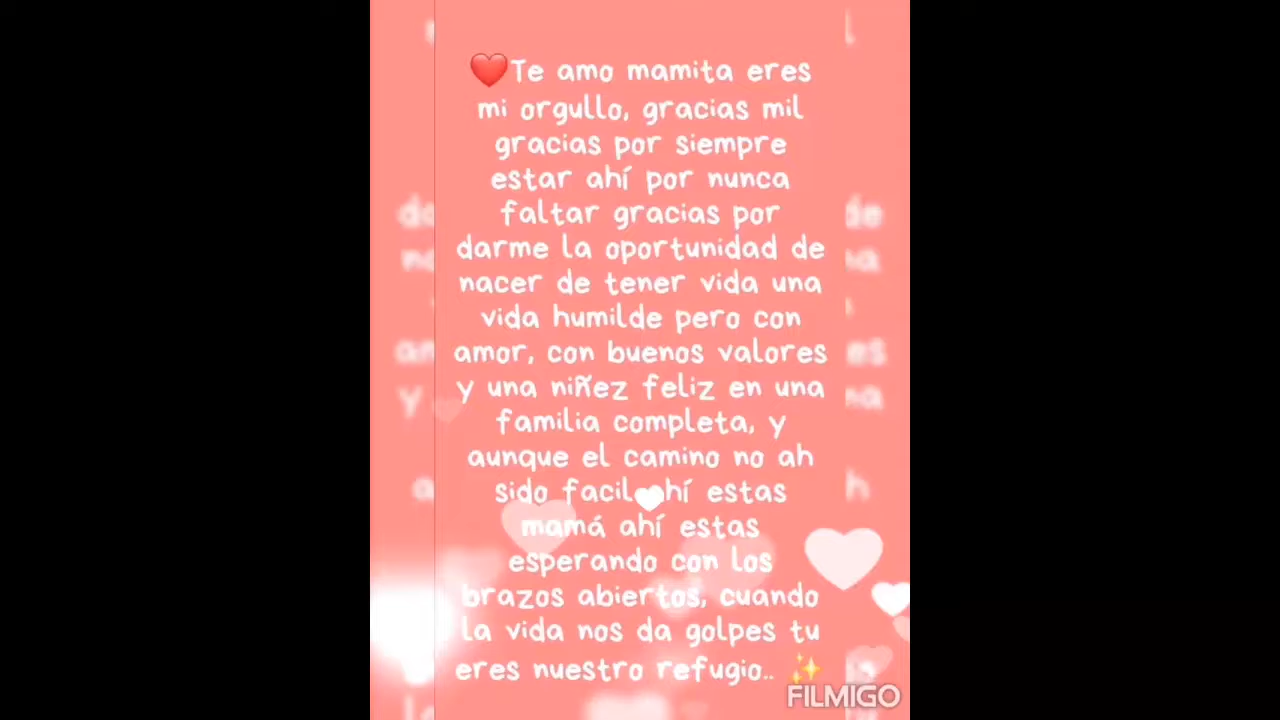 ❤️Te amo mamita eres
mi orgullo, gracias mil
gracias por siempre
estar ahí por nunca
faltar gracias por
darme la oportunidad de
nacer de tener vida una
vida humilde pero con
amor, con buenos valores
y una niñez feliz en una
familia completa, y
aunque el camino no ah
sido facil ahí estas
mamá ahí estas
esperando con los
brazos abiertos, cuando
la vida nos da golpes tu
eres nuestro refugio.. ✨
FILMIGO